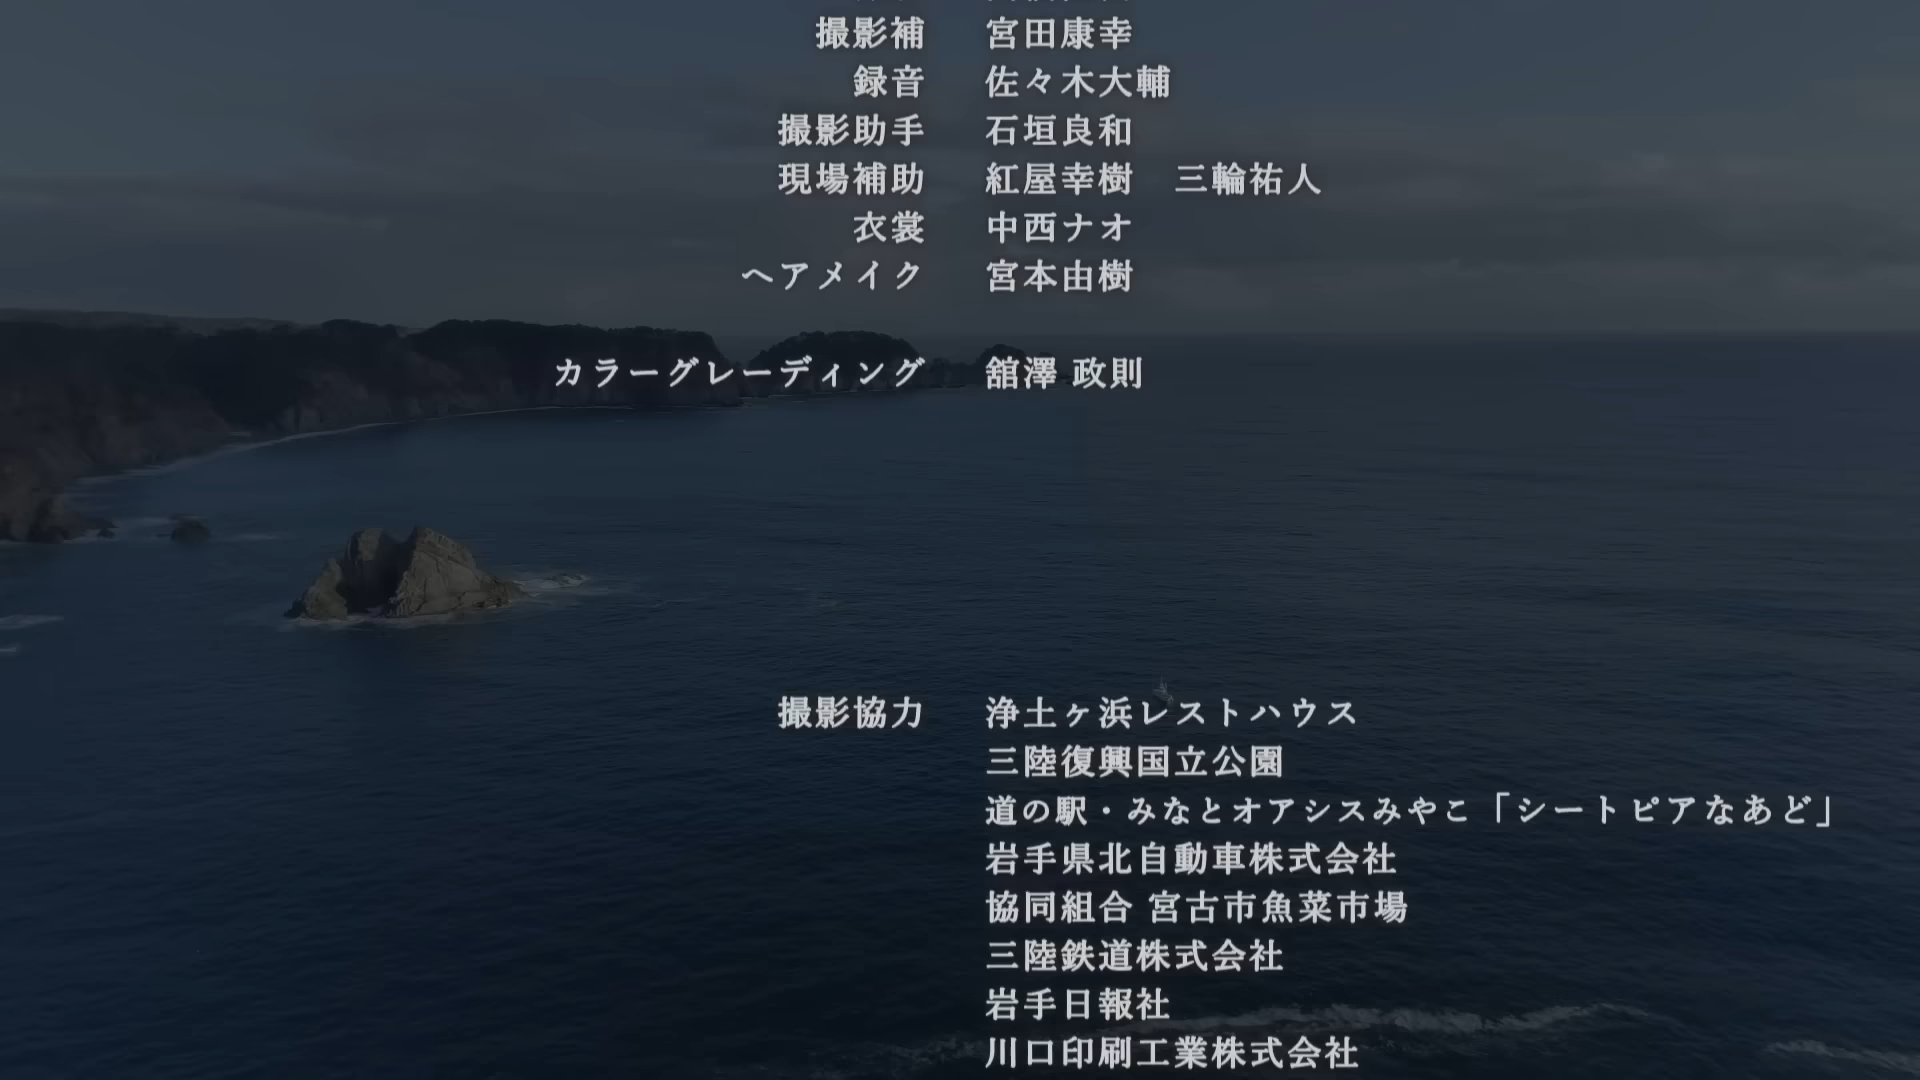 撮影補　宮田康幸
録音　佐々木大輔
撮影助手　石垣良和
現場補助　紅屋幸樹　三輪祐人
衣裳　中西ナオ
ヘアメイク　宮本由樹
カラーグレーディング　舘澤 政則
撮影協力　浄土ヶ浜レストハウス
三陸復興国立公園
道の駅・みなとオアシスみやこ「シートピアなあど」
岩手県北自動車株式会社
協同組合 宮古市魚菜市場
三陸鉄道株式会社
岩手日報社
川口印刷工業株式会社